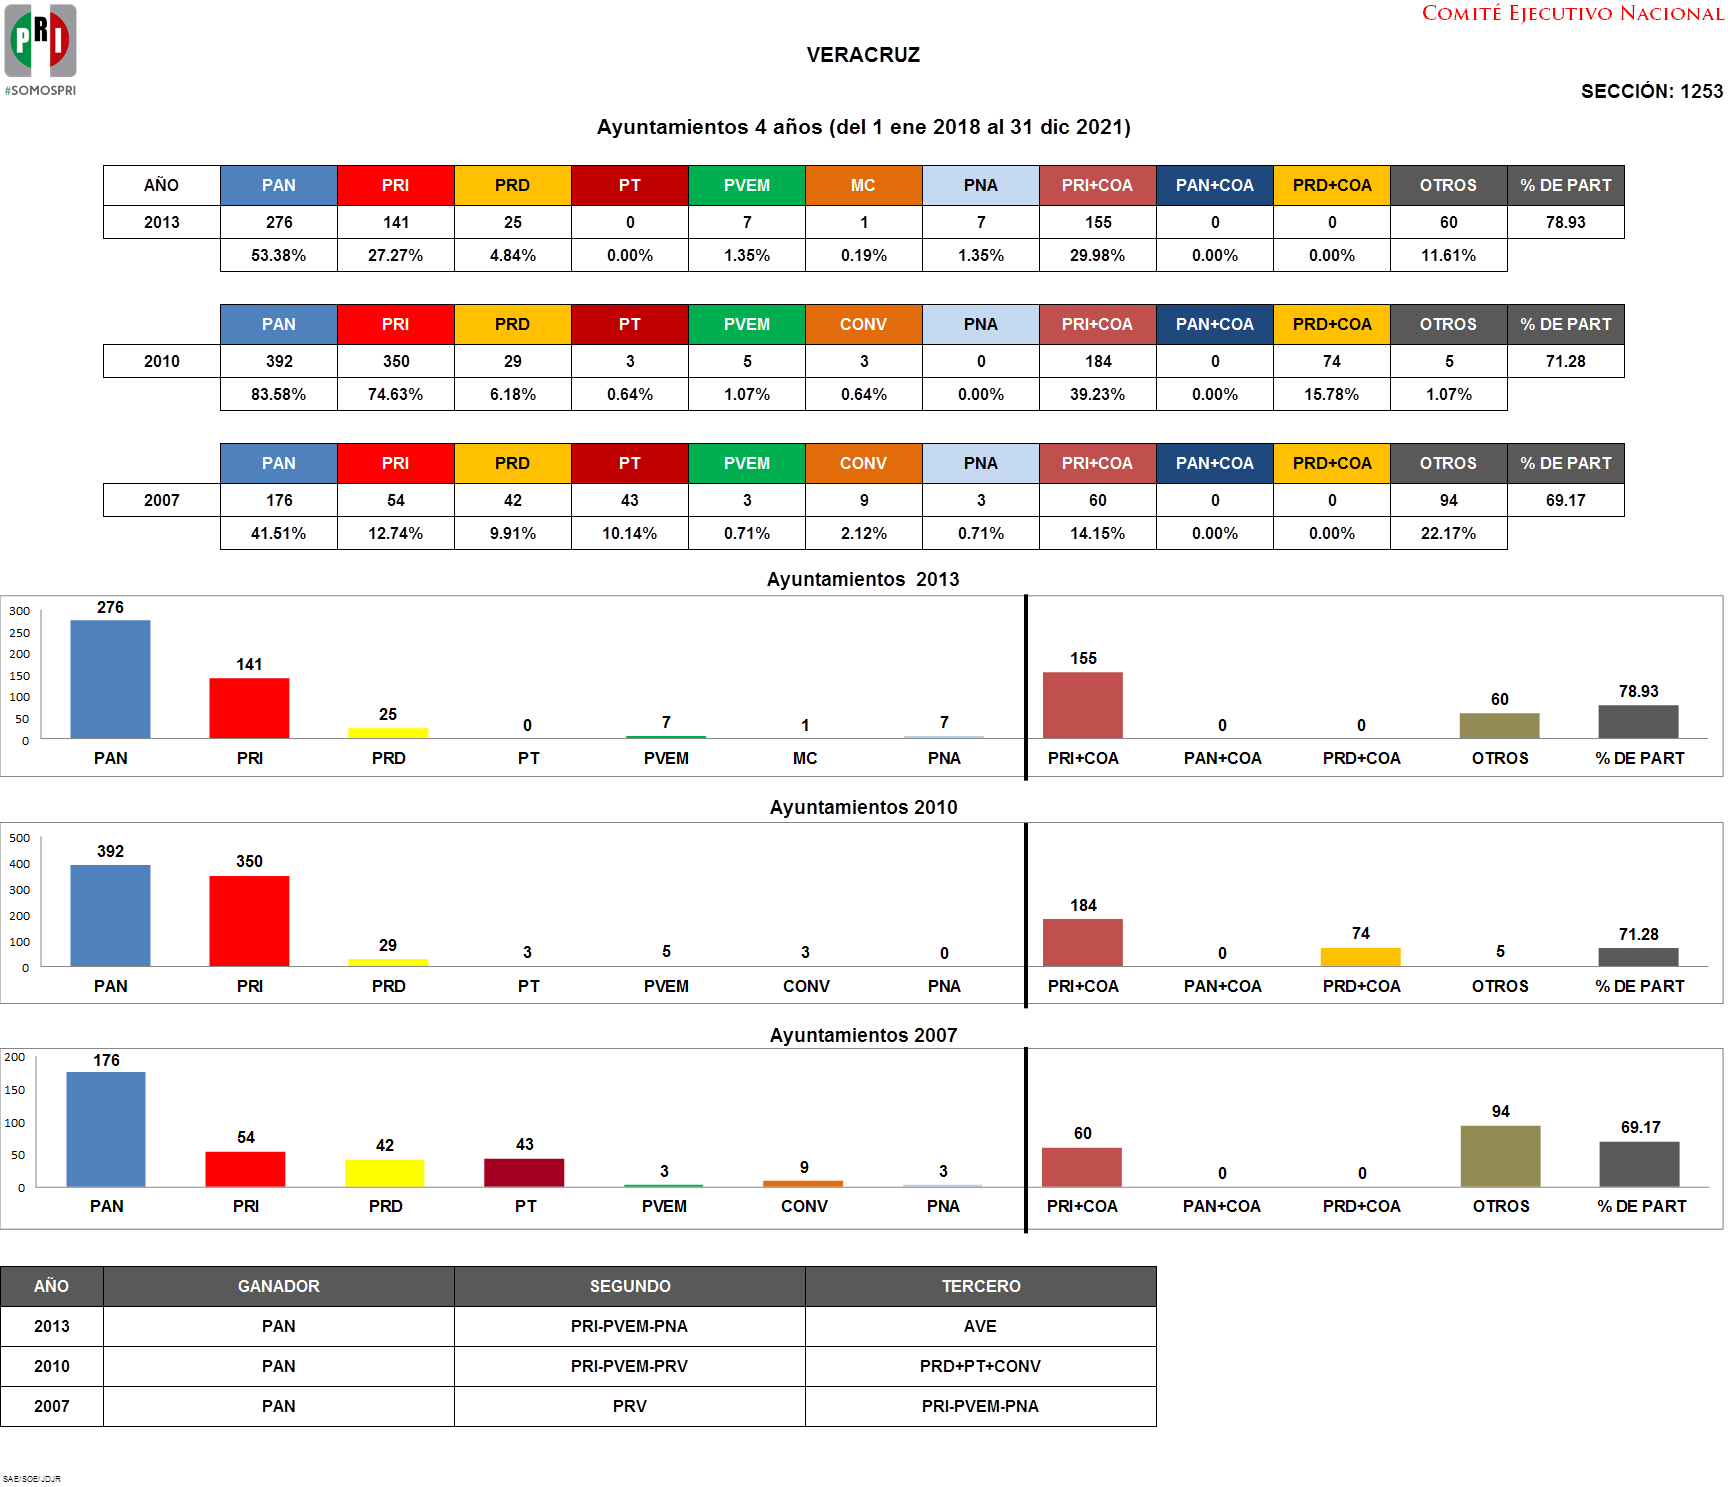 PRI
#SOMOSPRI
COMITÉ EJECUTIVO NACIONAL
VERACRUZ
SECCIÓN: 1253
Ayuntamientos 4 años (del 1 ene 2018 al 31 dic 2021)
AÑO PAN PRI PRD PT PVEM MC PNA PRI+COA PAN+COA PRD+COA OTROS % DE PART
2013 276 141 25 0 7 1 7 155 0 0 60 78.93
53.38% 27.27% 4.84% 0.00% 1.35% 0.19% 1.35% 29.98% 0.00% 0.00% 11.61%
PAN PRI PRD PT PVEM CONV PNA PRI+COA PAN+COA PRD+COA OTROS % DE PART
2010 392 350 29 3 5 3 0 184 0 74 5 71.28
83.58% 74.63% 6.18% 0.64% 1.07% 0.64% 0.00% 39.23% 0.00% 15.78% 1.07%
PAN PRI PRD PT PVEM CONV PNA PRI+COA PAN+COA PRD+COA OTROS % DE PART
2007 176 54 42 43 3 9 3 60 0 0 94 69.17
41.51% 12.74% 9.91% 10.14% 0.71% 2.12% 0.71% 14.15% 0.00% 0.00% 22.17%
Ayuntamientos 2013
300
250
200
150
100
50
0
276 141 25 0 7 1 7 155 0 0 60 78.93
PAN PRI PRD PT PVEM MC PNA PRI+COA PAN+COA PRD+COA OTROS % DE PART
Ayuntamientos 2010
500
400
300
200
100
0
392 350 29 3 5 3 0 184 0 74 5 71.28
PAN PRI PRD PT PVEM CONV PNA PRI+COA PAN+COA PRD+COA OTROS % DE PART
Ayuntamientos 2007
200
150
100
50
0
176 54 42 43 3 9 3 60 0 0 94 69.17
PAN PRI PRD PT PVEM CONV PNA PRI+COA PAN+COA PRD+COA OTROS % DE PART
AÑO GANADOR SEGUNDO TERCERO
2013 PAN PRI-PVEM-PNA AVE
2010 PAN PRI-PVEM-PRV PRD+PT+CONV
2007 PAN PRV PRI-PVEM-PNA
SAE/SOE/JDJR